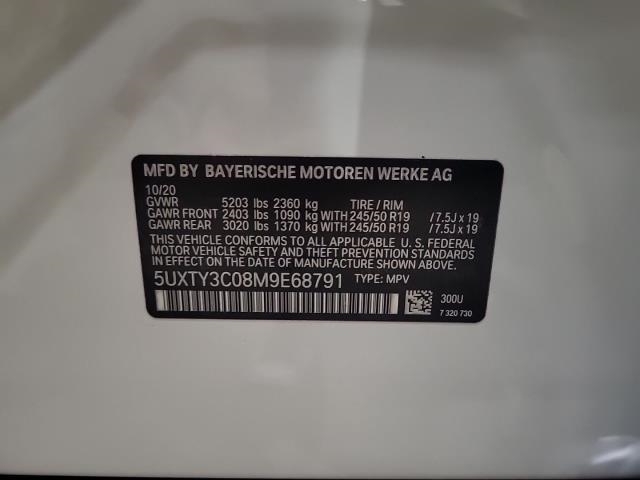 MFD BY BAYERISCHE MOTOREN WERKE AG
10/20
GVWR 5203 lbs 2360 kg TIRE / RIM
GAWR FRONT 2403 lbs 1090 kg WITH 245/50 R19 / 7.5J x 19
GAWR REAR 3020 lbs 1370 kg WITH 245/50 R19 / 7.5J x 19
THIS VEHICLE CONFORMS TO ALL APPLICABLE U. S. FEDERAL
MOTOR VEHICLE SAFETY AND THEFT PREVENTION STANDARDS
IN EFFECT ON THE DATE OF MANUFACTURE SHOWN ABOVE.
5UXTY3C08M9E68791 TYPE: MPV
300U
7 320 730